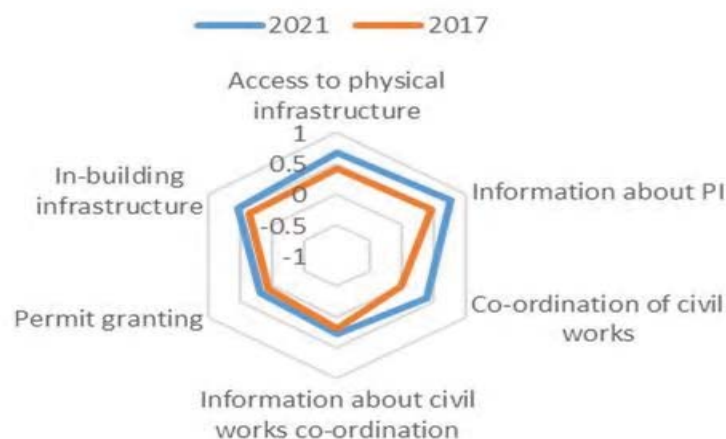 2021 2017
Access to physical
infrastructure
1
0.5
0
-0.5
-1
In-building
infrastructure
Information about PI
Permit granting
Co-ordination of civil
works
Information about civil
works co-ordination